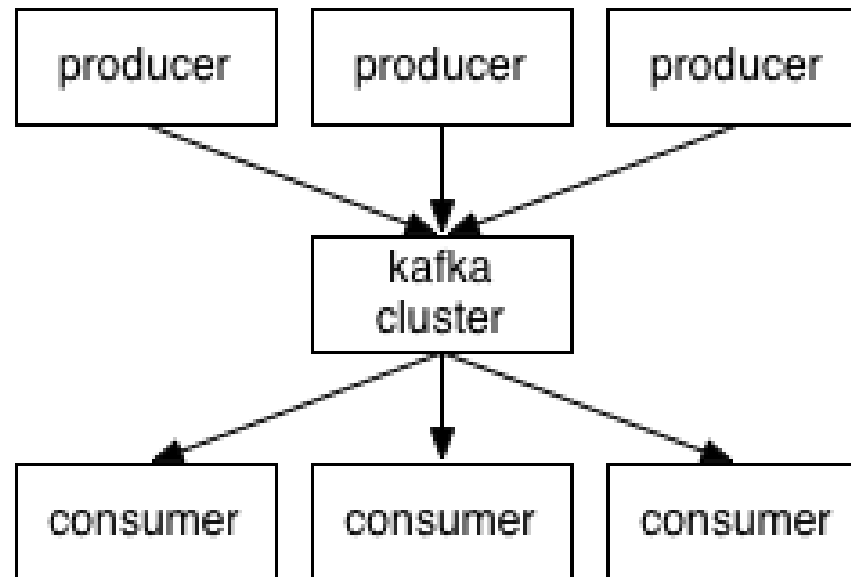 producer
producer
producer
kafka
cluster
consumer
consumer
consumer